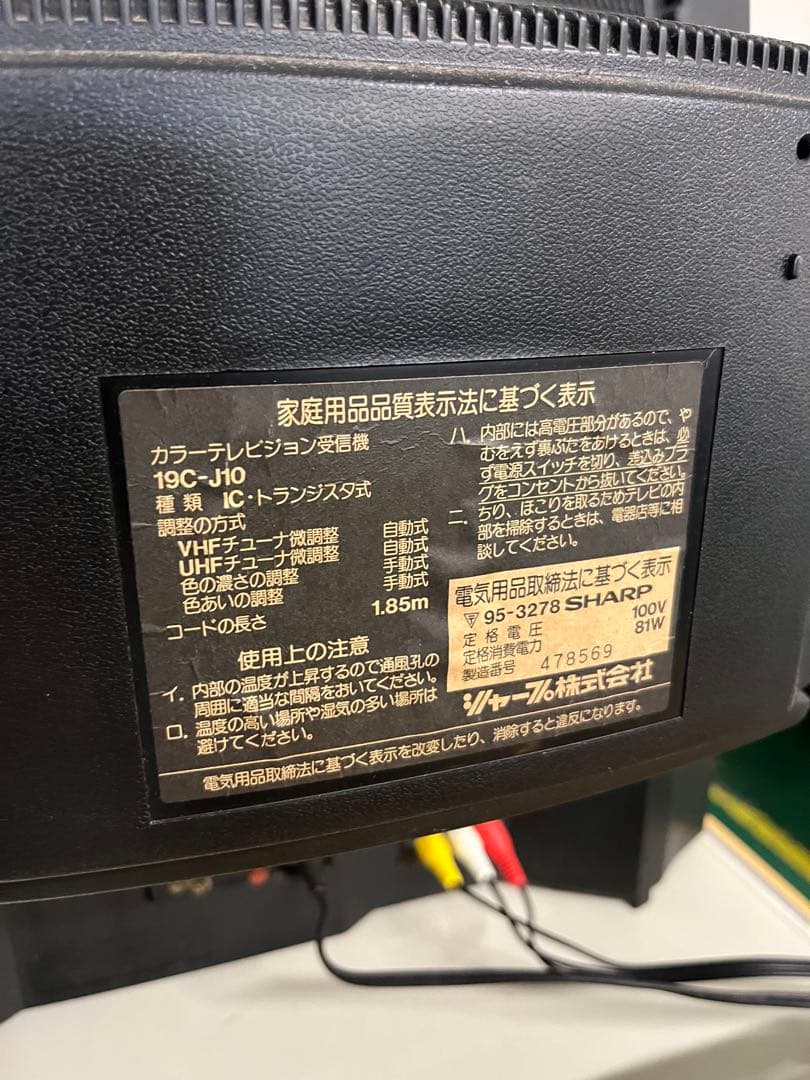 家庭用品品質表示法に基づく表示
カラーテレビジョン受信機
19C-J10
種類 IC・トランジスタ式
調整の方式
VHFチューナ微調整 自動式
UHFチューナ微調整 自動式
色の濃さの調整 手動式
色あいの調整 手動式
コードの長さ 1.85m
使用上の注意
イ. 内部の温度が上昇するので通風孔の
周囲に適当な間隔をおいてください。
ロ. 温度の高い場所や湿気の多い場所は
避けてください。
ハ. 内部には高電圧部分があるので、や
むをえず裏ぶたをあけるときは、必
ず電源スイッチを切り、差込みプラ
グをコンセントから抜いてください。
ニ. ちり、ほこりを取るためテレビの内
部を掃除するときは、電器店等に相
談してください。
電気用品取締法に基づく表示
95-3278 SHARP
定格電圧 100V
定格消費電力 81W
製造番号 478569
シャープ株式会社
電気用品取締法に基づく表示を改変したり、消除すると違反になります。